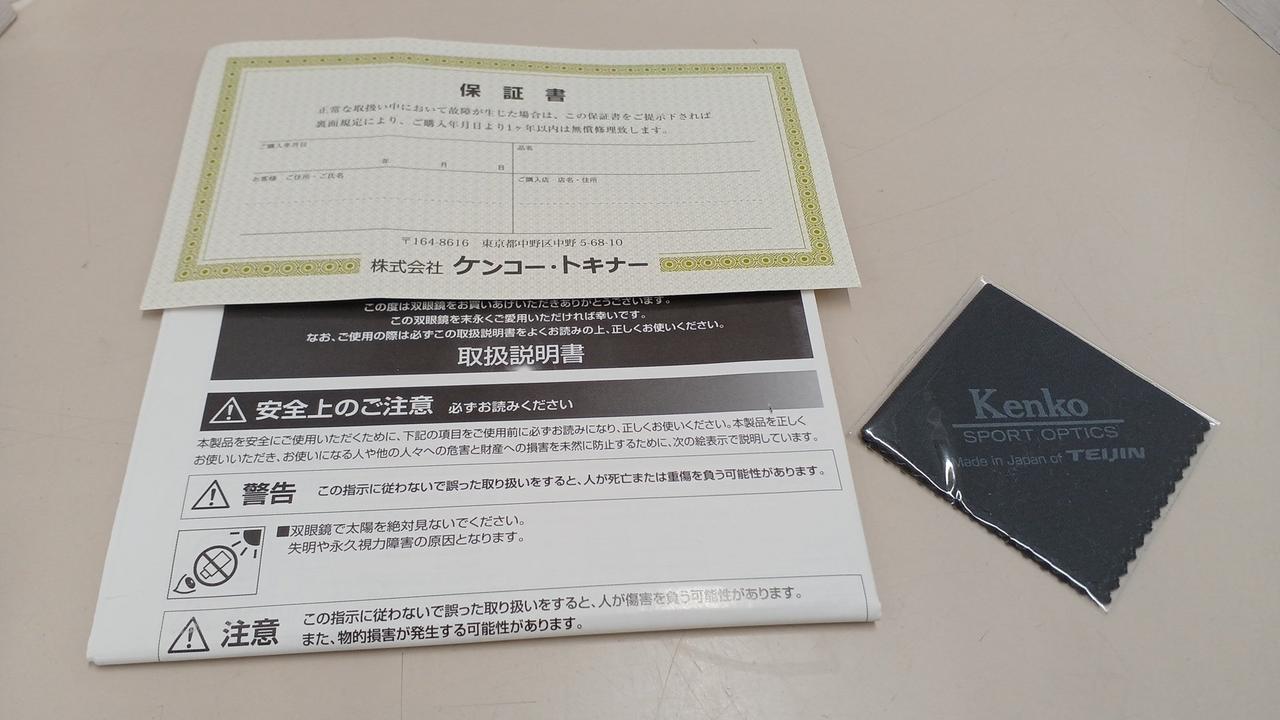 保証書
正常な取扱い中において故障が生じた場合は、この保証書をご提示下されば
裏面規定により、ご購入年月日より1ヶ年以内は無償修理致します。
ご購入年月日
年 月 日
品名
お客様 ご住所・ご氏名
ご購入店 店名・住所
〒164-8616 東京都中野区中野 5-68-10
株式会社 ケンコー・トキナー
この度は双眼鏡をお買いあげいただきありがとうございます。
この双眼鏡を末永くご愛用いただければ幸いです。
なお、ご使用の際は必ずこの取扱説明書をよくお読みの上、正しくお使いください。
取扱説明書
安全上のご注意 必ずお読みください
本製品を安全にご使用いただくために、下記の項目をご使用前に必ずお読みになり、正しくお使いください。本製品を正しく
お使いいただき、お使いになる人や他の人々への危害と財産への損害を未然に防止するために、次の絵表示で説明しています。
警告 この指示に従わないで誤った取り扱いをすると、人が死亡または重傷を負う可能性があります。
■双眼鏡で太陽を絶対見ないでください。
失明や永久視力障害の原因となります。
注意 この指示に従わないで誤った取り扱いをすると、人が傷害を負う可能性があります。
また、物的損害が発生する可能性があります。
Kenko
SPORT OPTICS
Made in Japan of TEIJIN